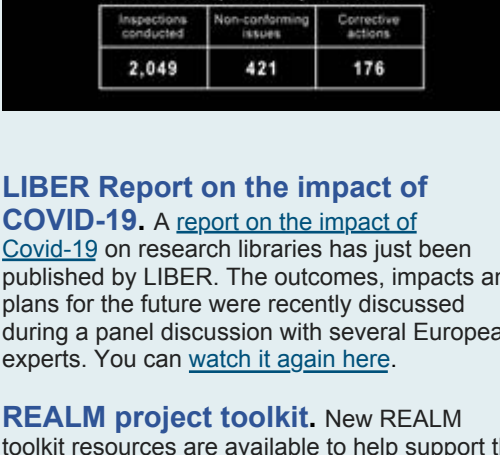 Inspections Non-conforming Corrective
conducted issues actions
2,049 421 176
LIBER Report on the impact of
COVID-19. A report on the impact of
Covid-19 on research libraries has just been
published by LIBER. The outcomes, impacts an
plans for the future were recently discussed
during a panel discussion with several Europea
experts. You can watch it again here.
REALM project toolkit. New REALM
toolkit resources are available to help support th